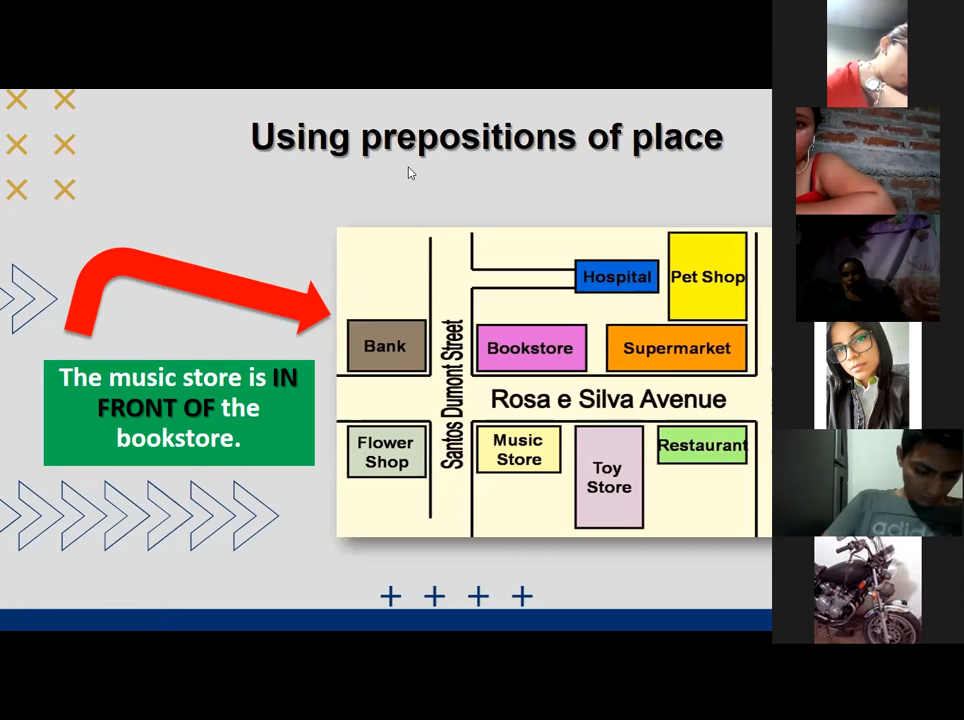 Using prepositions of place
The music store is IN
FRONT OF the
bookstore.
Hospital
Pet Shop
Bank
Bookstore
Supermarket
Santos Dumont Street
Rosa e Silva Avenue
Flower
Shop
Music
Store
Toy
Store
Restaurant
adidas